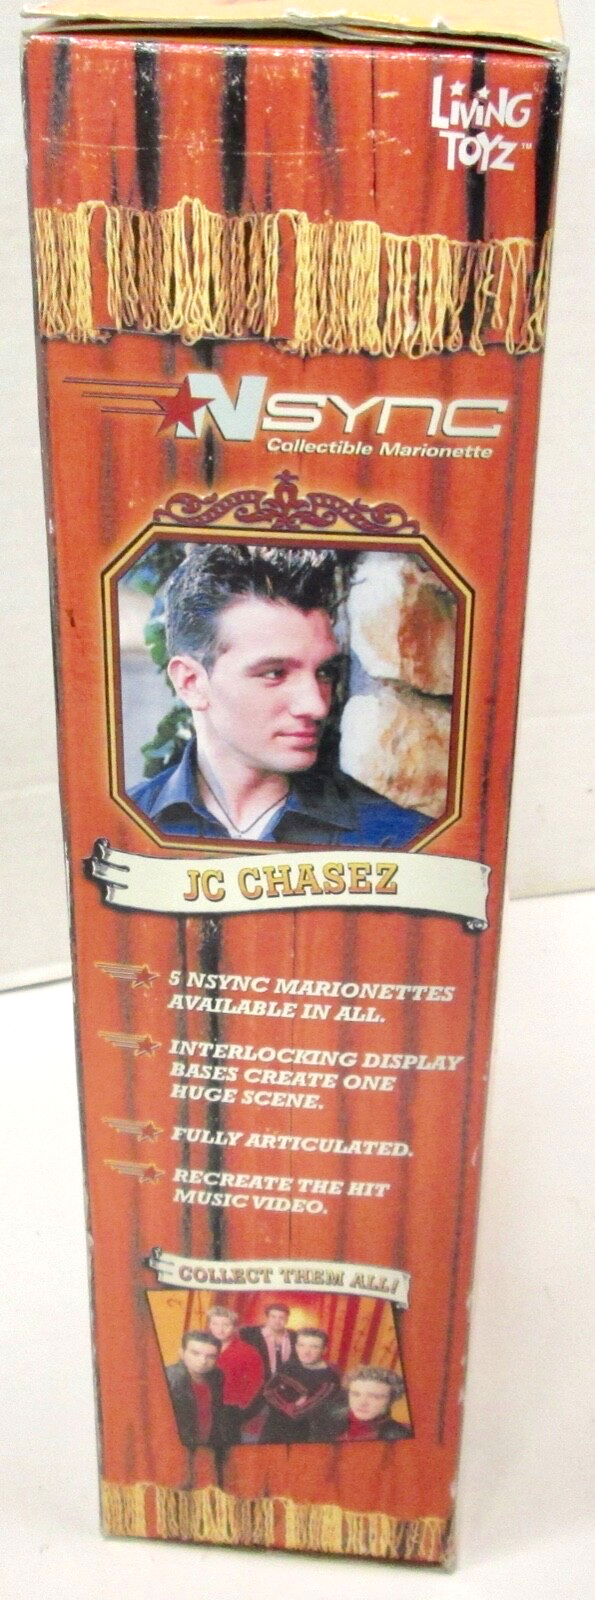 LiViNG
TOYZ™
NSYNC
Collectible Marionette
JC CHASEZ
5 NSYNC MARIONETTES
AVAILABLE IN ALL.
INTERLOCKING DISPLAY
BASES CREATE ONE
HUGE SCENE.
FULLY ARTICULATED.
RECREATE THE HIT
MUSIC VIDEO.
COLLECT THEM ALL!